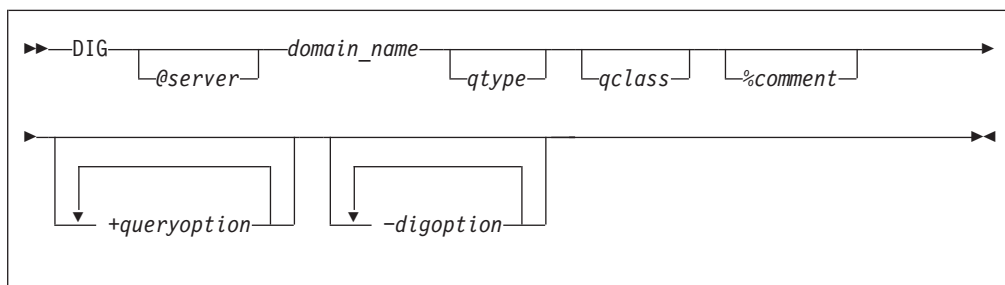 DIG domain_name
@server qtype qclass %comment
+queryoption −digoption